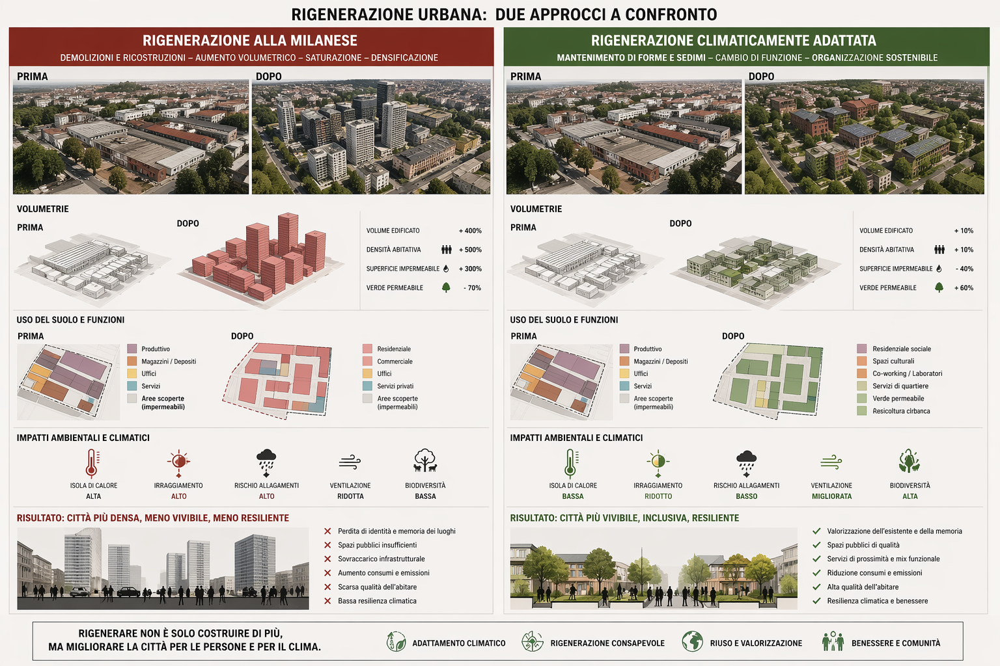 RIGENERAZIONE URBANA: DUE APPROCCI A CONFRONTO
RIGENERAZIONE ALLA MILANESE
DEMOLIZIONI E RICOSTRUZIONI – AUMENTO VOLUMETRICO – SATURAZIONE – DENSIFICAZIONE
PRIMA
DOPO
VOLUMETRIE
PRIMA
DOPO
VOLUME EDIFICATO + 400%
DENSITÀ ABITATIVA + 500%
SUPERFICIE IMPERMEABILE + 300%
VERDE PERMEABILE - 70%
USO DEL SUOLO E FUNZIONI
PRIMA
Produttivo
Magazzini / Depositi
Uffici
Servizi
Aree scoperte
(impermeabili)
DOPO
Residenziale
Commerciale
Uffici
Servizi privati
Aree scoperte
(impermeabili)
IMPATTI AMBIENTALI E CLIMATICI
ISOLA DI CALORE
ALTA
IRRAGGIAMENTO
ALTO
RISCHIO ALLAGAMENTI
ALTO
VENTILAZIONE
RIDOTTA
BIODIVERSITÀ
BASSA
RISULTATO: CITTÀ PIÙ DENSA, MENO VIVIBILE, MENO RESILIENTE
Perdita di identità e memoria dei luoghi
Spazi pubblici insufficienti
Sovraccarico infrastrutturale
Aumento consumi e emissioni
Scarsa qualità dell'abitare
Bassa resilienza climatica
RIGENERAZIONE CLIMATICAMENTE ADATTATA
MANTENIMENTO DI FORME E SEDIMI – CAMBIO DI FUNZIONE – ORGANIZZAZIONE SOSTENIBILE
PRIMA
DOPO
VOLUMETRIE
PRIMA
DOPO
VOLUME EDIFICATO + 10%
DENSITÀ ABITATIVA + 10%
SUPERFICIE IMPERMEABILE - 40%
VERDE PERMEABILE + 60%
USO DEL SUOLO E FUNZIONI
PRIMA
Produttivo
Magazzini / Depositi
Uffici
Servizi
Aree scoperte
(impermeabili)
DOPO
Residenziale sociale
Spazi culturali
Co-working / Laboratori
Servizi di quartiere
Verde permeabile
Resicoltura cirbanca
IMPATTI AMBIENTALI E CLIMATICI
ISOLA DI CALORE
BASSA
IRRAGGIAMENTO
RIDOTTO
RISCHIO ALLAGAMENTI
BASSO
VENTILAZIONE
MIGLIORATA
BIODIVERSITÀ
ALTA
RISULTATO: CITTÀ PIÙ VIVIBILE, INCLUSIVA, RESILIENTE
Valorizzazione dell'esistente e della memoria
Spazi pubblici di qualità
Servizi di prossimità e mix funzionale
Riduzione consumi e emissioni
Alta qualità dell'abitare
Resilienza climatica e benessere
RIGENERARE NON È SOLO COSTRUIRE DI PIÙ,
MA MIGLIORARE LA CITTÀ PER LE PERSONE E PER IL CLIMA.
ADATTAMENTO CLIMATICO
RIGENERAZIONE CONSAPEVOLE
RIUSO E VALORIZZAZIONE
BENESSERE E COMUNITÀ